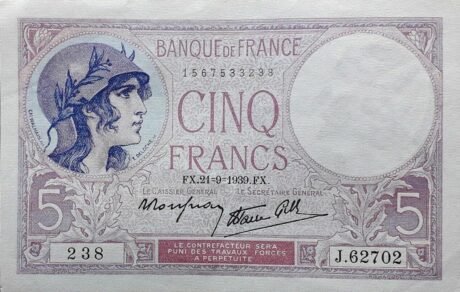 BANQUE DE FRANCE
1567533238
CINQ
FRANCS
FX.21-9-1939.FX
LE CAISSIER GÉNÉRAL LE SECRÉTAIRE GÉNÉRAL
5 5
238
LE CONTREFACTEUR SERA
PUNI DES TRAVAUX FORCÉS
À PERPÉTUITÉ
J.62702